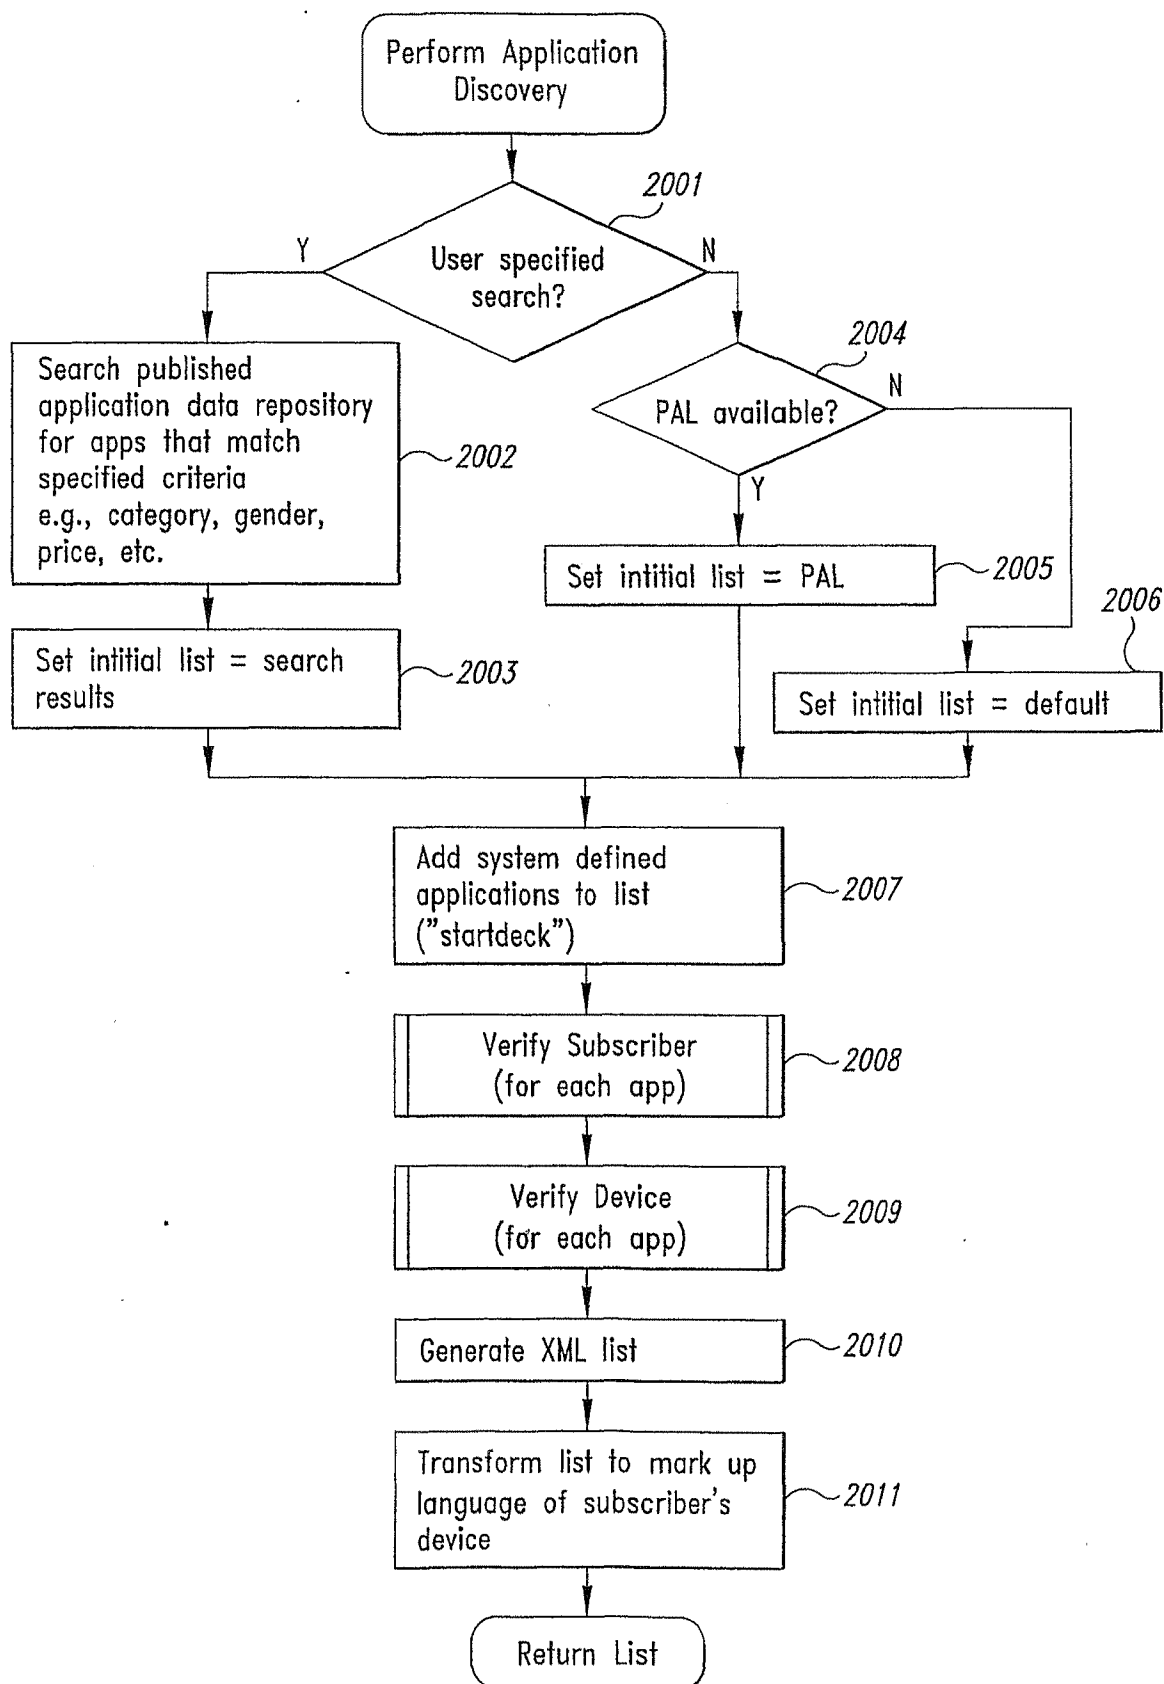 Perform Application
Discovery
2001
Y
User specified
search?
N
2004
Search published
application data repository
for apps that match
specified criteria
e.g., category, gender,
price, etc.
2002
PAL available?
N
Y
Set intitial list = PAL
2005
2006
Set intitial list = search
results
2003
Set intitial list = default
Add system defined
applications to list
("startdeck")
2007
Verify Subscriber
(for each app)
2008
Verify Device
(for each app)
2009
Generate XML list
2010
Transform list to mark up
language of subscriber's
device
2011
Return List